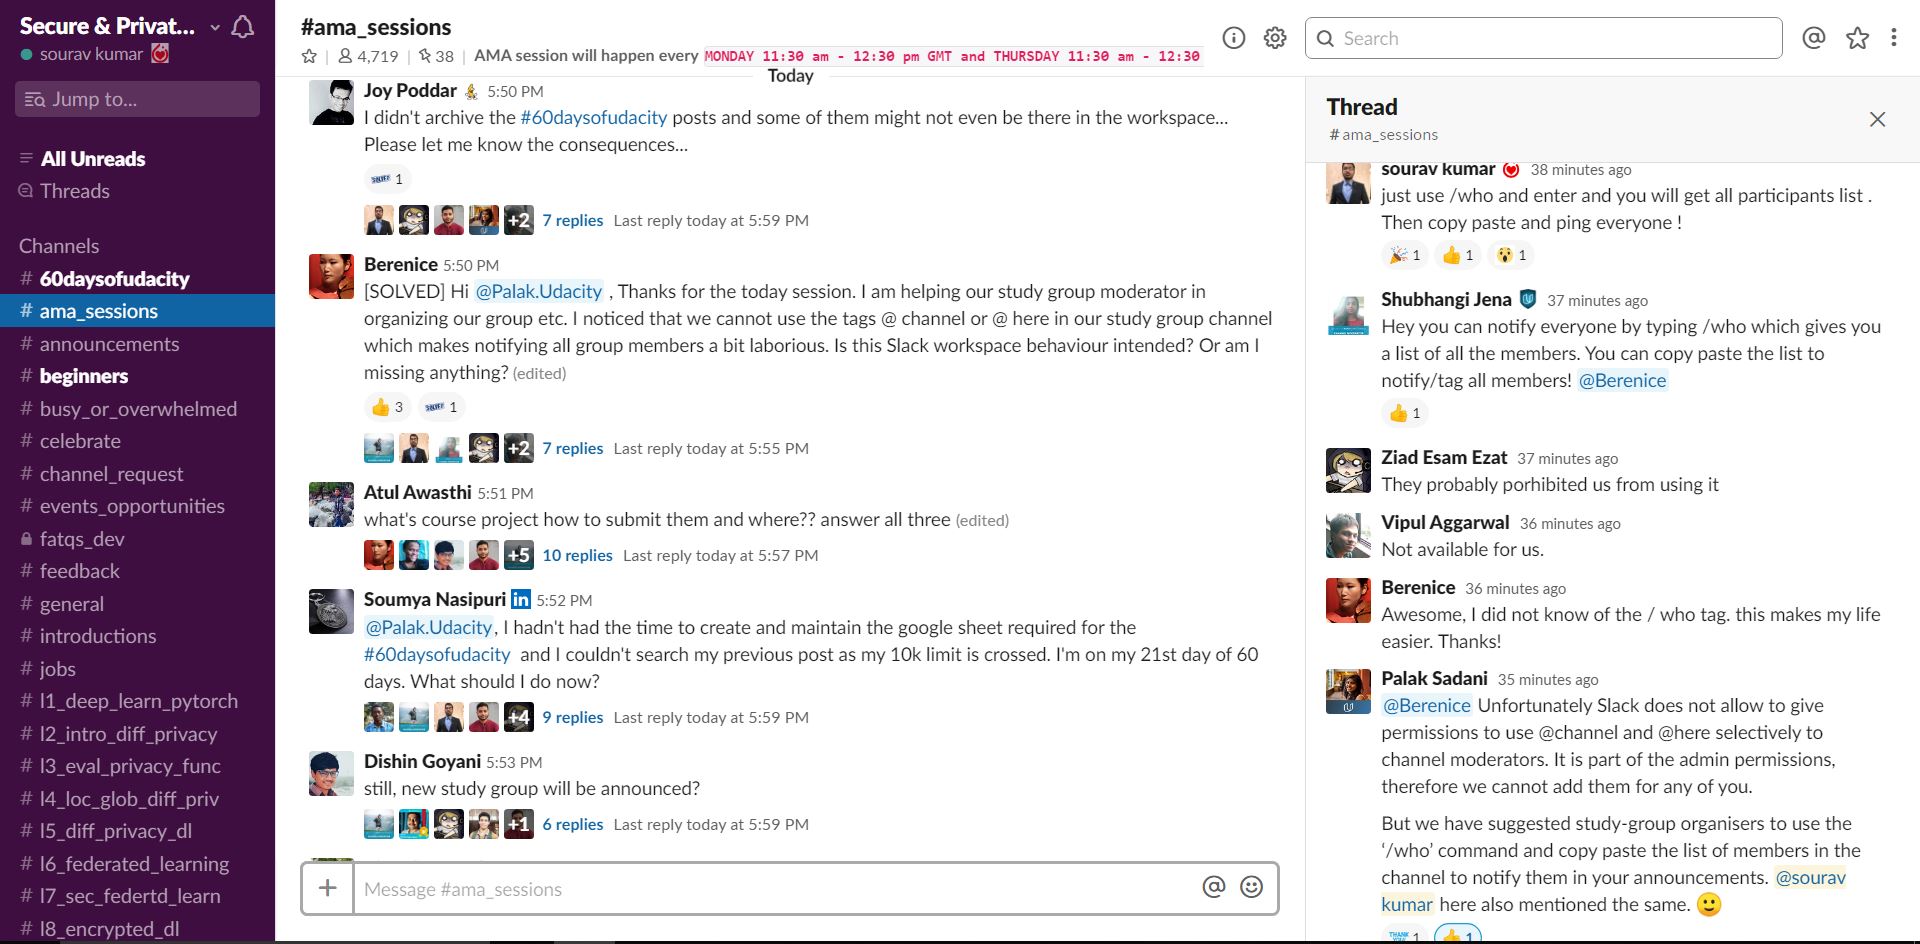 Secure & Privat...
sourav kumar
Jump to...
All Unreads
Threads
Channels
# 60daysofudacity
# ama_sessions
# announcements
# beginners
# busy_or_overwhelmed
# celebrate
# channel_request
# events_opportunities
fatqs_dev
# feedback
# general
# introductions
# jobs
# l1_deep_learn_pytorch
# l2_intro_diff_privacy
# l3_eval_privacy_func
# l4_loc_glob_diff_priv
# l5_diff_privacy_dl
# l6_federated_learning
# l7_sec_federtd_learn
# l8_encrypted_dl
#ama_sessions
4,719 | 38 | AMA session will happen every MONDAY 11:30 am - 12:30 pm GMT and THURSDAY 11:30 am - 12:30
Search
Today
Joy Poddar 5:50 PM
I didn't archive the #60daysofudacity posts and some of them might not even be there in the workspace...
Please let me know the consequences...
1
+2 7 replies Last reply today at 5:59 PM
Berenice 5:50 PM
[SOLVED] Hi @Palak.Udacity , Thanks for the today session. I am helping our study group moderator in
organizing our group etc. I noticed that we cannot use the tags @ channel or @ here in our study group channel
which makes notifying all group members a bit laborious. Is this Slack workspace behaviour intended? Or am I
missing anything? (edited)
3 1
+2 7 replies Last reply today at 5:55 PM
Atul Awasthi 5:51 PM
what's course project how to submit them and where?? answer all three (edited)
+5 10 replies Last reply today at 5:57 PM
Soumya Nasipuri in 5:52 PM
@Palak.Udacity, I hadn't had the time to create and maintain the google sheet required for the
#60daysofudacity and I couldn't search my previous post as my 10k limit is crossed. I'm on my 21st day of 60
days. What should I do now?
+4 9 replies Last reply today at 5:59 PM
Dishin Goyani 5:53 PM
still, new study group will be announced?
+1 6 replies Last reply today at 5:59 PM
Message #ama_sessions
Thread
# ama_sessions
sourav kumar 38 minutes ago
just use /who and enter and you will get all participants list .
Then copy paste and ping everyone !
1 1 1
Shubhangi Jena 37 minutes ago
Hey you can notify everyone by typing /who which gives you
a list of all the members. You can copy paste the list to
notify/tag all members! @Berenice
1
Ziad Esam Ezat 37 minutes ago
They probably porhibited us from using it
Vipul Aggarwal 36 minutes ago
Not available for us.
Berenice 36 minutes ago
Awesome, I did not know of the / who tag. this makes my life
easier. Thanks!
Palak Sadani 35 minutes ago
@Berenice Unfortunately Slack does not allow to give
permissions to use @channel and @here selectively to
channel moderators. It is part of the admin permissions,
therefore we cannot add them for any of you.
But we have suggested study-group organisers to use the
‘/who’ command and copy paste the list of members in the
channel to notify them in your announcements. @sourav
kumar here also mentioned the same.
THANK 1 1